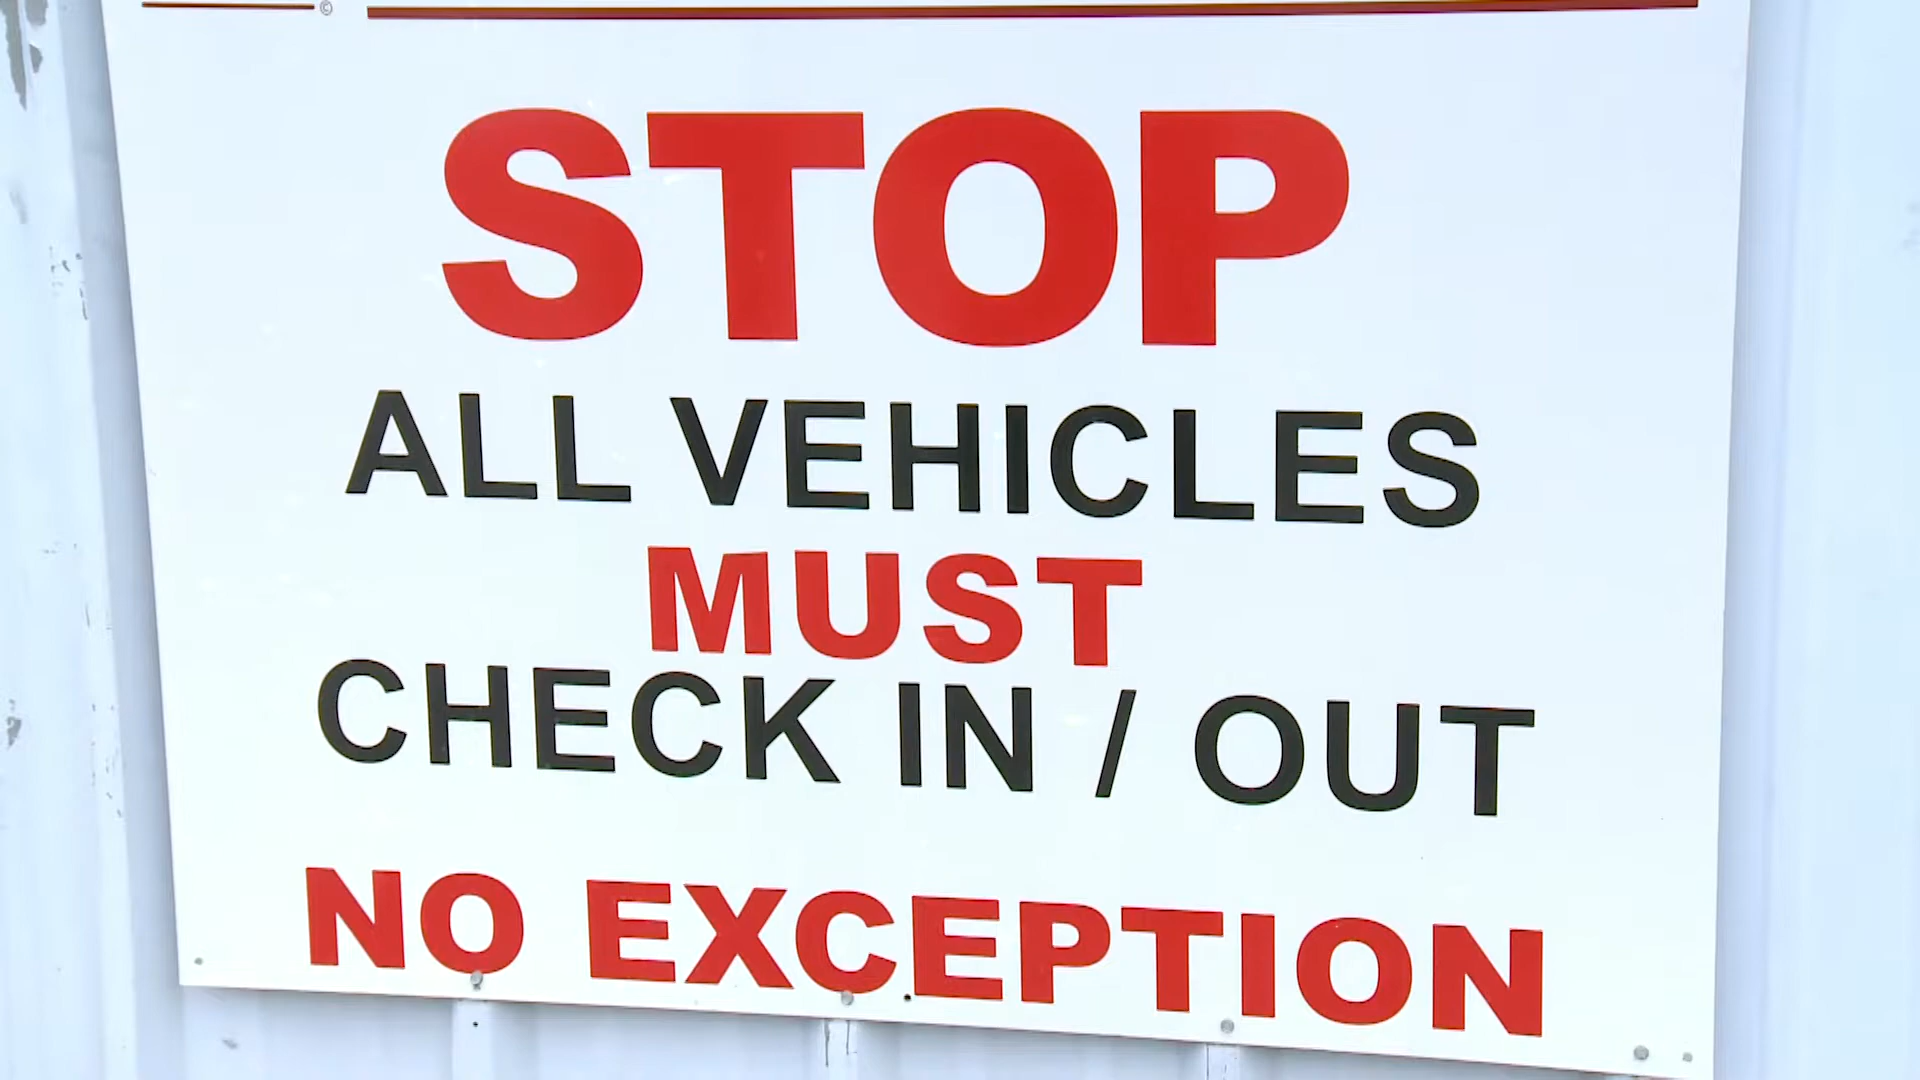 ©
STOP
ALL VEHICLES
MUST
CHECK IN / OUT
NO EXCEPTION